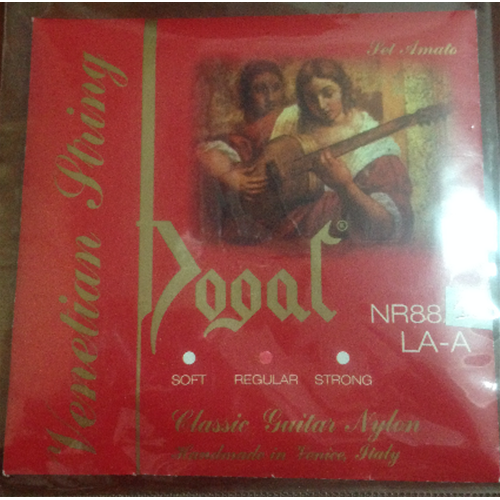 Venetian String
Set Amato
Dogal®
NR88
LA-A
SOFT REGULAR STRONG
Classic Guitar Nylon
Handmade in Venice, Italy